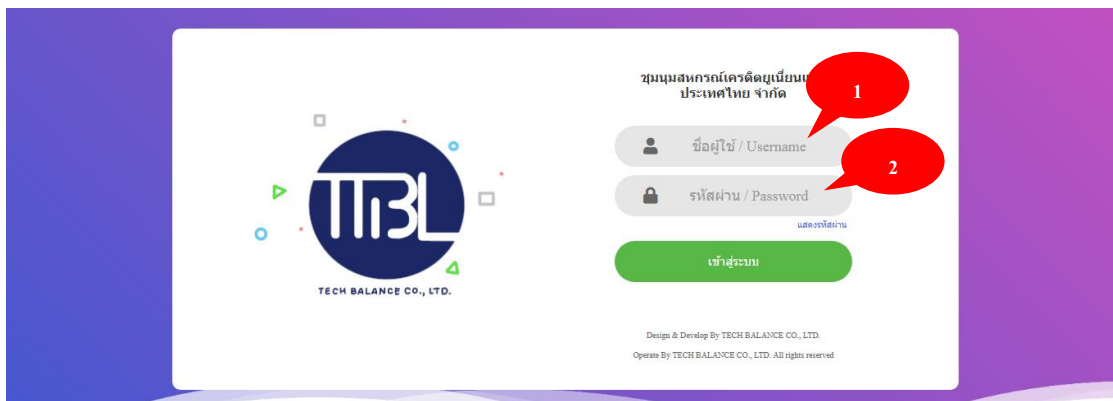 TBL
TECH BALANCE CO., LTD.
ชุมนุมสหกรณ์เครดิตยูเนี่ยน
ประเทศไทย จำกัด
1
ชื่อผู้ใช้ / Username
2
รหัสผ่าน / Password
แสดงรหัสผ่าน
เข้าสู่ระบบ
Design & Develop By TECH BALANCE CO., LTD.
Operate By TECH BALANCE CO., LTD. All rights reserved